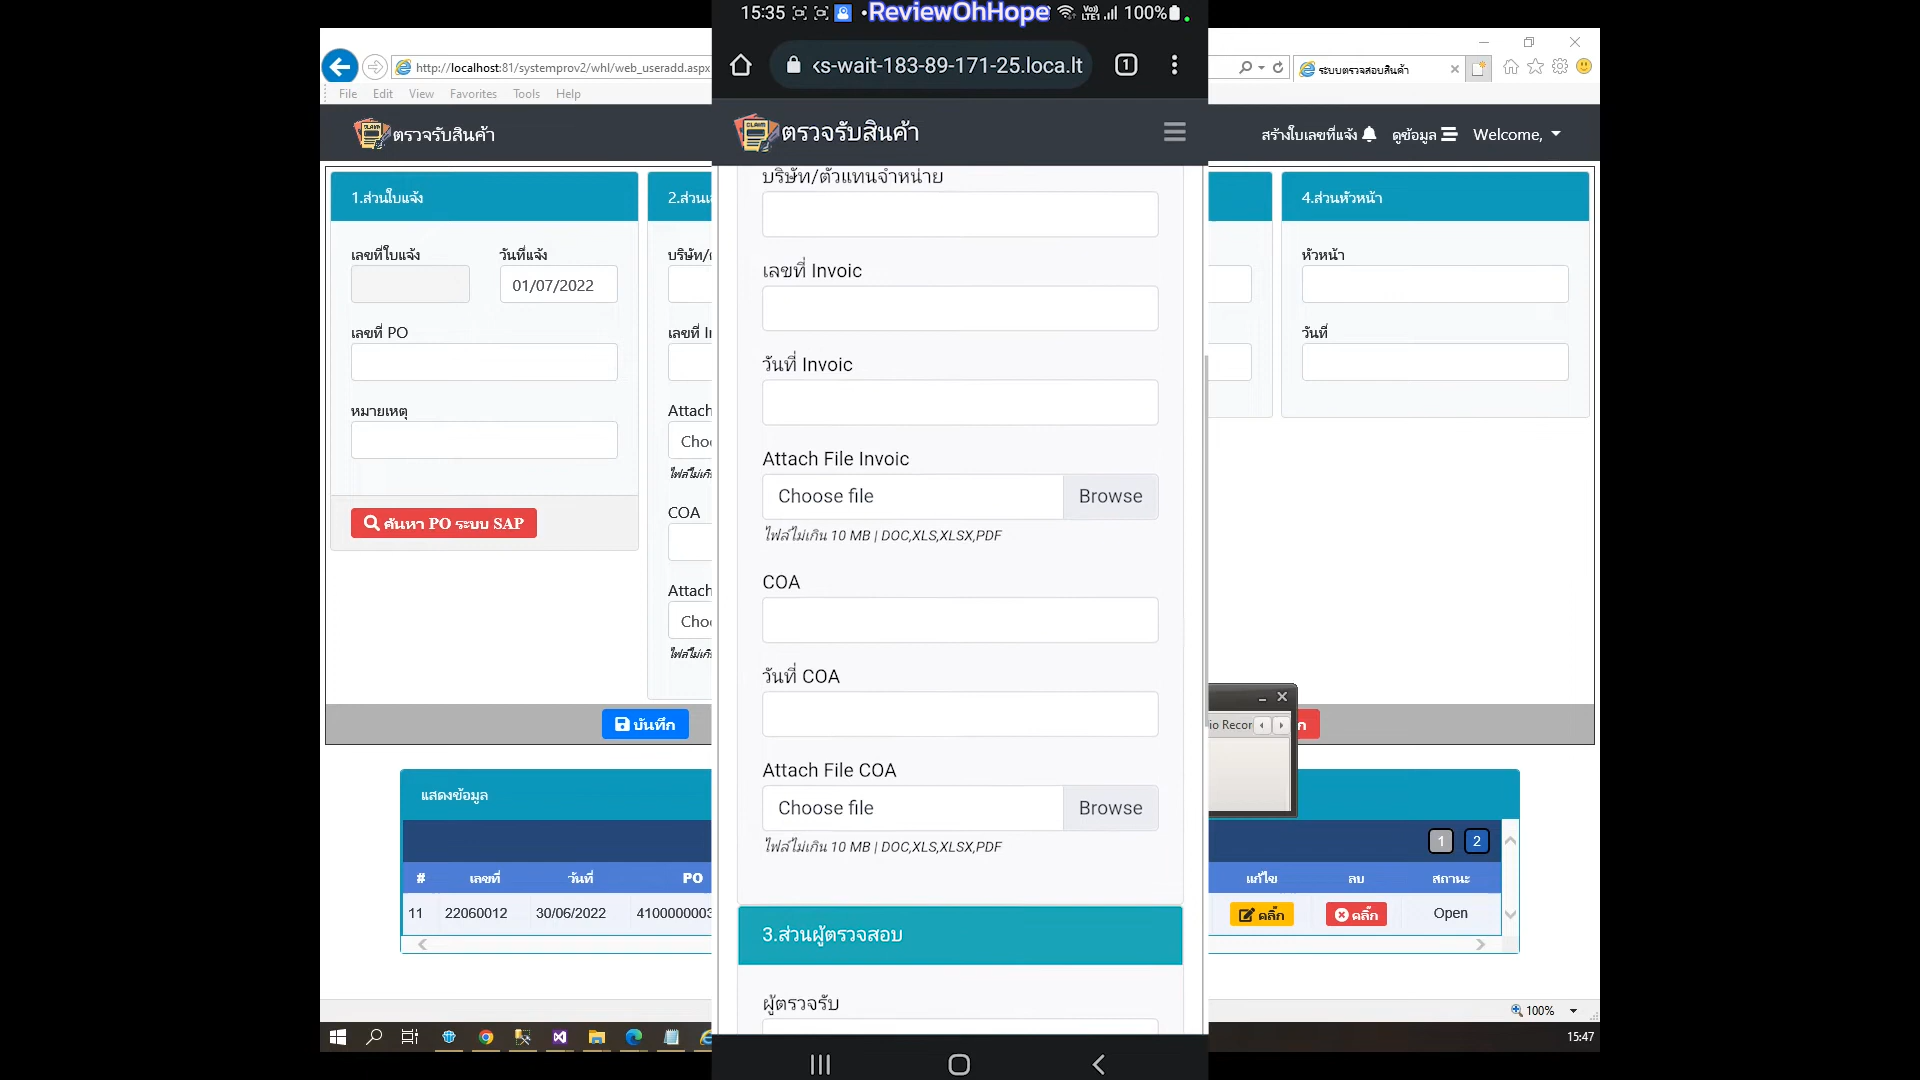 15:35
•ReviewOhHope
Vo)) LTE1
100%
http://localhost:81/systemprov2/whl/web_useradd.aspx
‹s-wait-183-89-171-25.loca.lt
1
ระบบตรวจสอบสินค้า
File Edit View Favorites Tools Help
ตรวจรับสินค้า
ตรวจรับสินค้า
สร้างใบเลขที่แจ้ง
ดูข้อมูล
Welcome,
1.ส่วนใบแจ้ง
เลขที่ใบแจ้ง
วันที่แจ้ง
01/07/2022
เลขที่ PO
หมายเหตุ
ค้นหา PO ระบบ SAP
Attach
COA
Attach
บริษัท/ตัวแทนจำหน่าย
เลขที่ Invoic
วันที่ Invoic
Attach File Invoic
Choose file
Browse
ไฟล์ไม่เกิน 10 MB | DOC,XLS,XLSX,PDF
COA
วันที่ COA
Attach File COA
Choose file
Browse
ไฟล์ไม่เกิน 10 MB | DOC,XLS,XLSX,PDF
3.ส่วนผู้ตรวจสอบ
ผู้ตรวจรับ
4.ส่วนหัวหน้า
หัวหน้า
วันที่
io Recor
บันทึก
แสดงข้อมูล
1 2
# เลขที่ วันที่ PO แก้ไข ลบ สถานะ
11 22060012 30/06/2022 4100000003 คลิ๊ก คลิ๊ก Open
100%
15:47